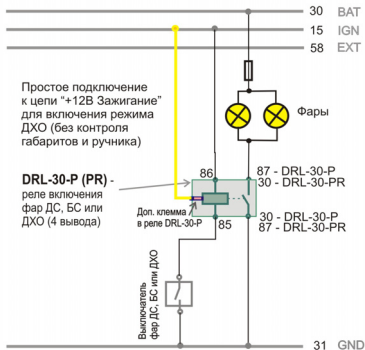 30 BAT
15 IGN
58 EXT
Простое подключение
к цепи “+12В Зажигание”
для включения режима
ДХО (без контроля
габаритов и ручника)
Фары
86
87 - DRL-30-P
30 - DRL-30-PR
DRL-30-P (PR) -
реле включения
фар ДС, БС или
ДХО (4 вывода)
Доп. клемма
в реле DRL-30-P
85
30 - DRL-30-P
87 - DRL-30-PR
Выключатель
фар ДС, БС или ДХО
31 GND